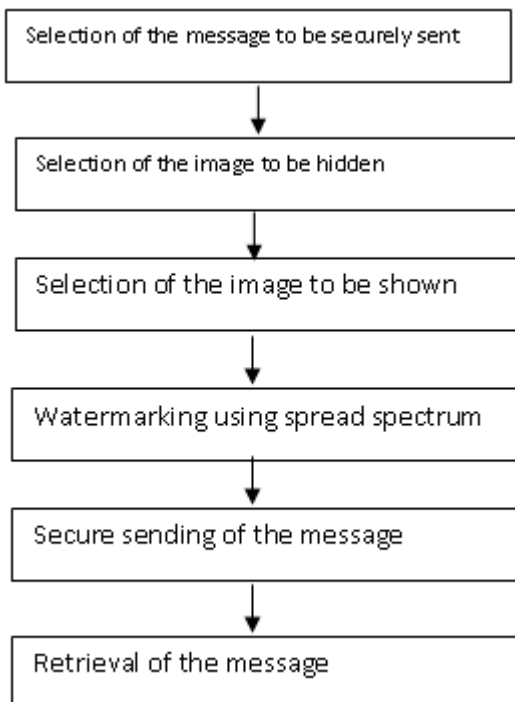 Selection of the message to be securely sent
Selection of the image to be hidden
Selection of the image to be shown
Watermarking using spread spectrum
Secure sending of the message
Retrieval of the message